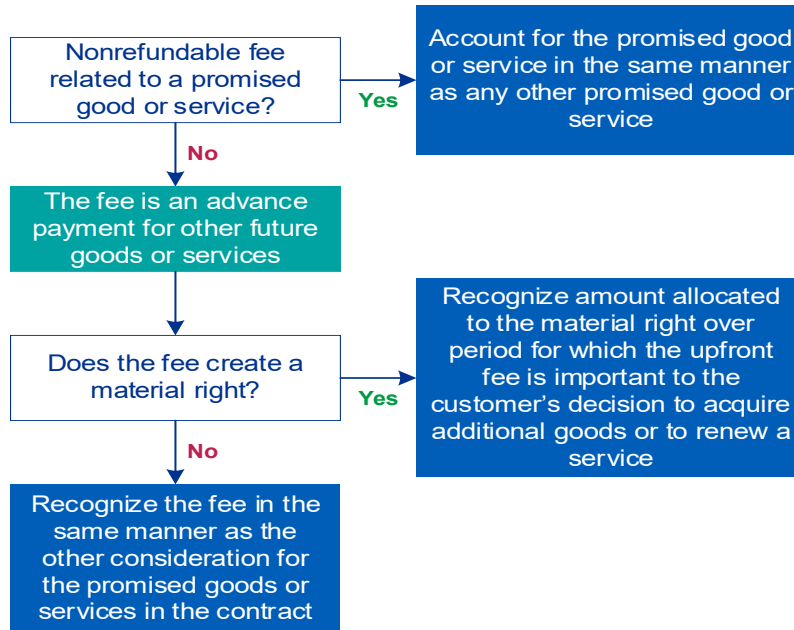 Nonrefundable fee
related to a promised
good or service?
Yes
Account for the promised good
or service in the same manner
as any other promised good or
service
No
The fee is an advance
payment for other future
goods or services
Does the fee create a
material right?
Yes
Recognize amount allocated
to the material right over
period for which the upfront
fee is important to the
customer’s decision to acquire
additional goods or to renew a
service
No
Recognize the fee in the
same manner as the
other consideration for
the promised goods or
services in the contract